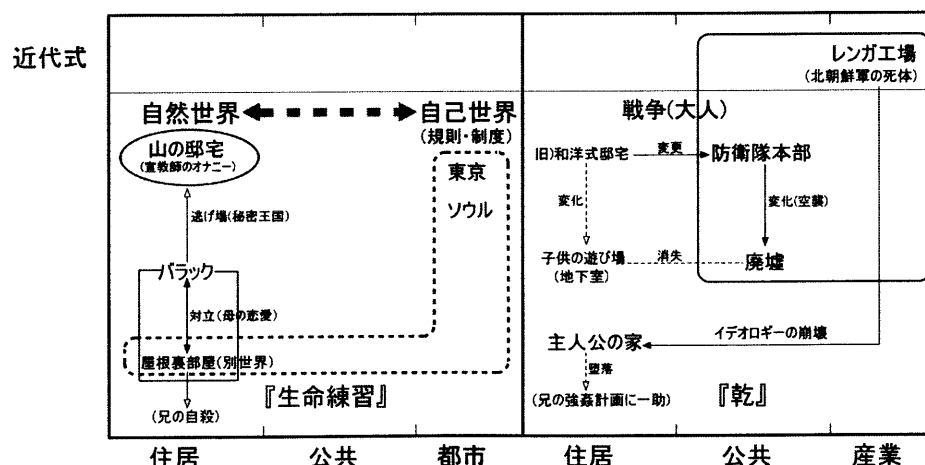 近代式
自然世界
自己世界
(規則・制度)
山の邸宅
(宣教師のオナニー)
東京
ソウル
逃げ場(秘密王国)
バラック
対立(母の恋愛)
屋根裏部屋(別世界)
(兄の自殺)
『生命練習』
レンガ工場
(北朝鮮軍の死体)
戦争(大人)
旧)和洋式邸宅
変更
防衛隊本部
変化
変化(空襲)
子供の遊び場
(地下室)
消失
廃墟
主人公の家
イデオロギーの崩壊
堕落
(兄の強姦計画に一助)
『乾』
住居
公共
都市
住居
公共
産業